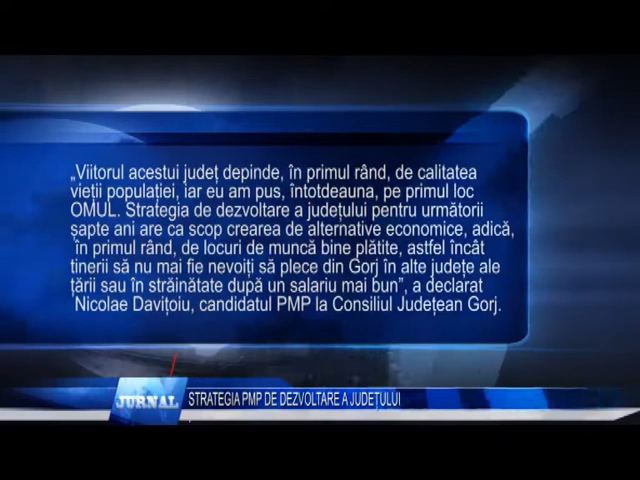 „Viitorul acestui județ depinde, în primul rând, de calitatea
vieții populației, iar eu am pus, întotdeauna, pe primul loc
OMUL. Strategia de dezvoltare a județului pentru următorii
șapte ani are ca scop crearea de alternative economice, adică,
în primul rând, de locuri de muncă bine plătite, astfel încât
tinerii să nu mai fie nevoiți să plece din Gorj în alte județe ale
țării sau în străinătate după un salariu mai bun”, a declarat
Nicolae Davițoiu, candidatul PMP la Consiliul Județean Gorj.
JURNAL
STRATEGIA PMP DE DEZVOLTARE A JUDEȚULUI